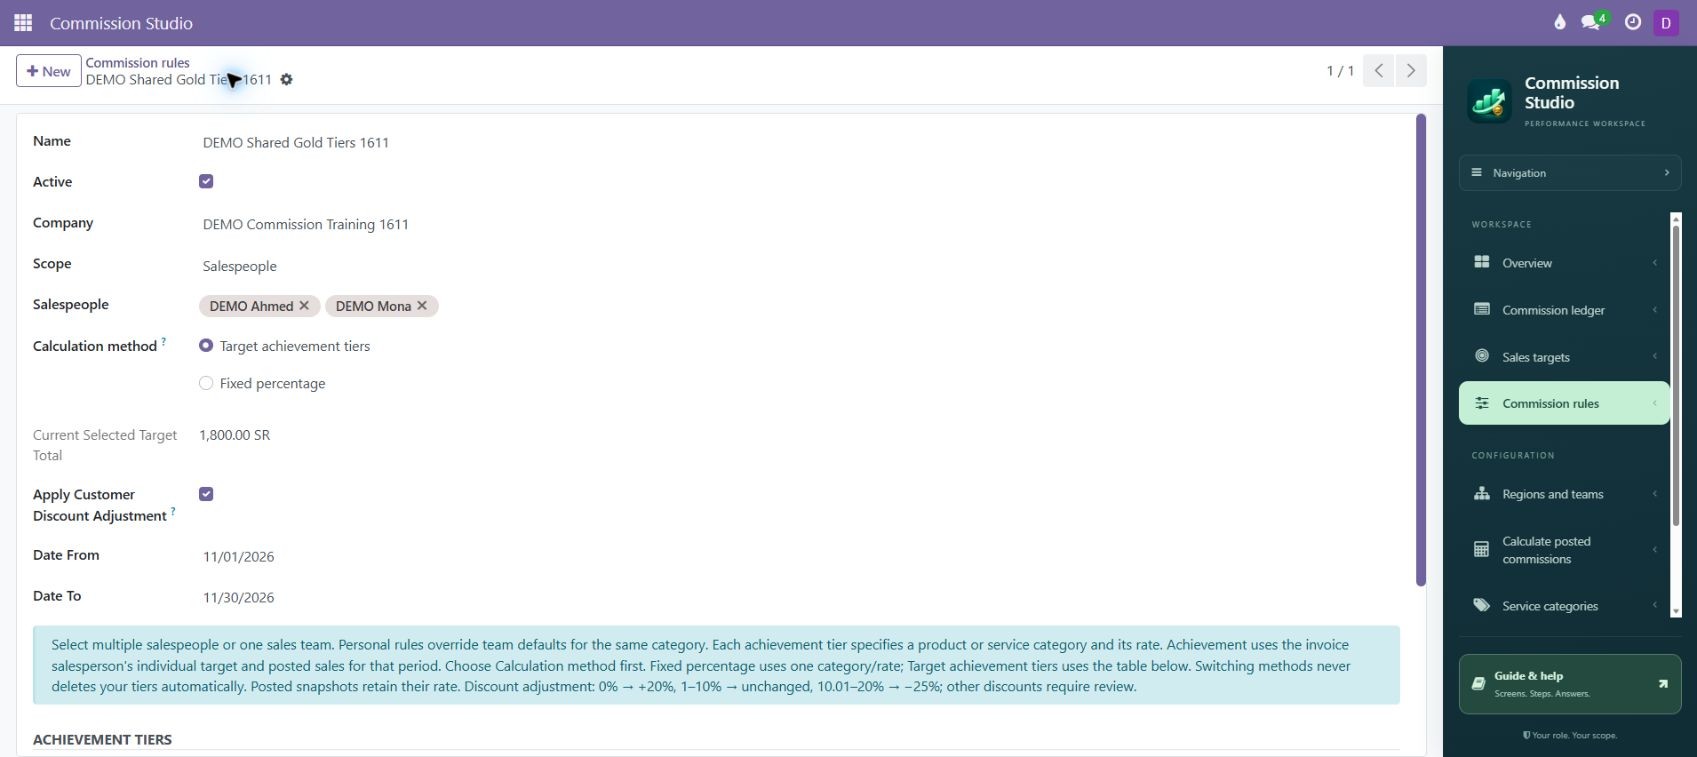 Commission Studio
4
D
New
Commission rules
DEMO Shared Gold Tie 1611
1 / 1
Name
DEMO Shared Gold Tiers 1611
Active
Company
DEMO Commission Training 1611
Scope
Salespeople
Salespeople
DEMO Ahmed
DEMO Mona
Calculation method ?
Target achievement tiers
Fixed percentage
Current Selected Target
Total
1,800.00 SR
Apply Customer
Discount Adjustment ?
Date From
11/01/2026
Date To
11/30/2026
Select multiple salespeople or one sales team. Personal rules override team defaults for the same category. Each achievement tier specifies a product or service category and its rate. Achievement uses the invoice
salesperson's individual target and posted sales for that period. Choose Calculation method first. Fixed percentage uses one category/rate; Target achievement tiers uses the table below. Switching methods never
deletes your tiers automatically. Posted snapshots retain their rate. Discount adjustment: 0% → +20%, 1–10% → unchanged, 10.01–20% → −25%; other discounts require review.
ACHIEVEMENT TIERS
Commission
Studio
PERFORMANCE WORKSPACE
Navigation
WORKSPACE
Overview
Commission ledger
Sales targets
Commission rules
CONFIGURATION
Regions and teams
Calculate posted
commissions
Service categories
Guide & help
Screens. Steps. Answers.
Your role. Your scope.